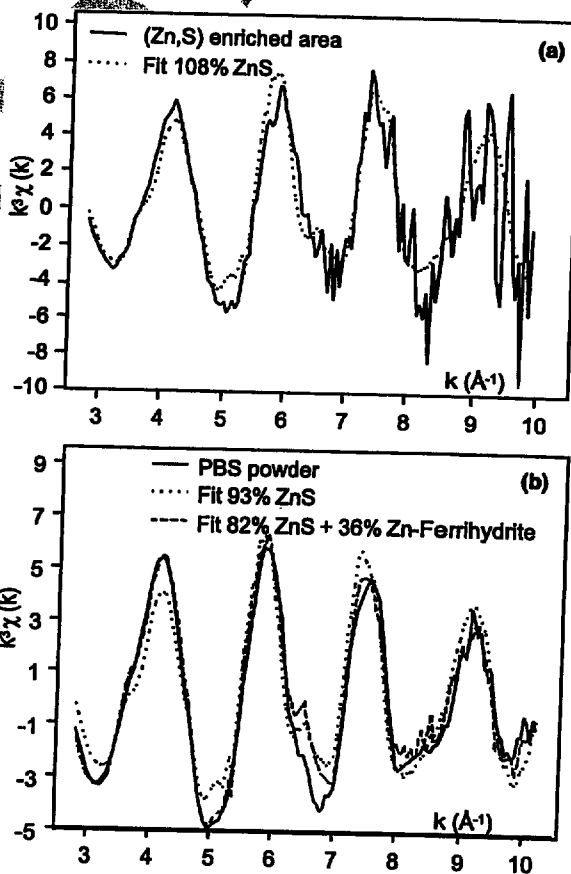 10
(Zn,S) enriched area
(a)
8
Fit 108% ZnS
6
4
2
0
-2
-4
-6
-8
-10
k³χ(k)
k (Å⁻¹)
3 4 5 6 7 8 9 10
9
PBS powder
(b)
Fit 93% ZnS
7
Fit 82% ZnS + 36% Zn-Ferrihydrite
5
3
1
-1
-3
-5
k³χ(k)
k (Å⁻¹)
3 4 5 6 7 8 9 10